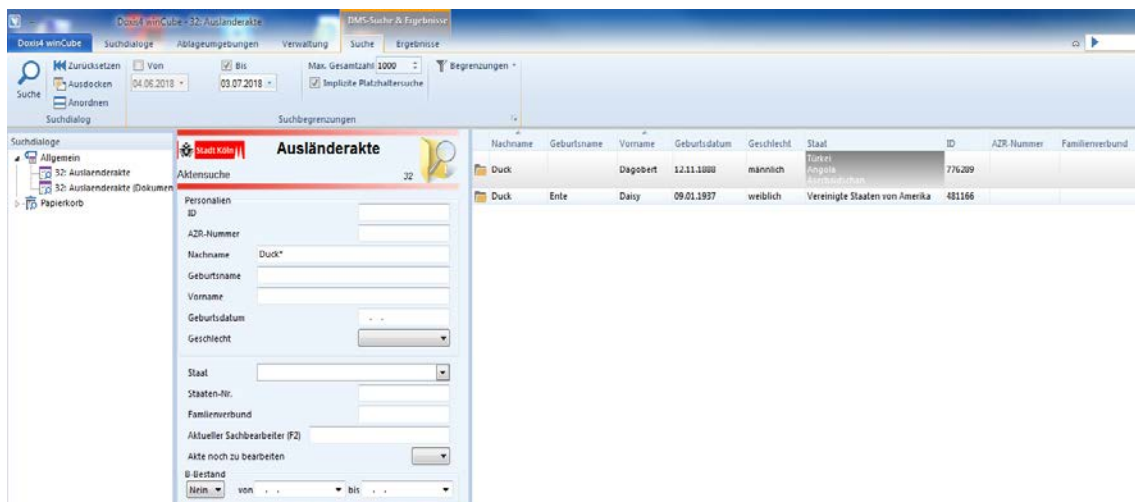 Doxis4 winCube - 32: Ausländerakte
DMS-Suche & Ergebnisse
Doxis4 winCube Suchdialoge Ablageumgebungen Verwaltung Suche Ergebnisse
Suche
Zurücksetzen
Ausdocken
Anordnen
Suchdialog
Von
04.06.2018
Bis
03.07.2018
Max. Gesamtzahl 1000
Implizite Platzhaltersuche
Begrenzungen
Suchbegrenzungen
Suchdialoge
Allgemein
32: Auslaenderakte
32: Auslaenderakte (Dokumen
Papierkorb
Stadt Köln
Ausländerakte
Aktensuche
32
Personalien
ID
AZR-Nummer
Nachname Duck*
Geburtsname
Vorname
Geburtsdatum . .
Geschlecht
Staat
Staaten-Nr.
Familienverbund
Aktueller Sachbearbeiter (F2)
Akte noch zu bearbeiten
B-Bestand
Nein von . . bis . .
Nachname Geburtsname Vorname Geburtsdatum Geschlecht Staat ID AZR-Nummer Familienverbund
Türkei
Duck Dagobert 12.11.1888 männlich Angola 776289
Aserbaidschan
Duck Ente Daisy 09.01.1937 weiblich Vereinigte Staaten von Amerika 481166